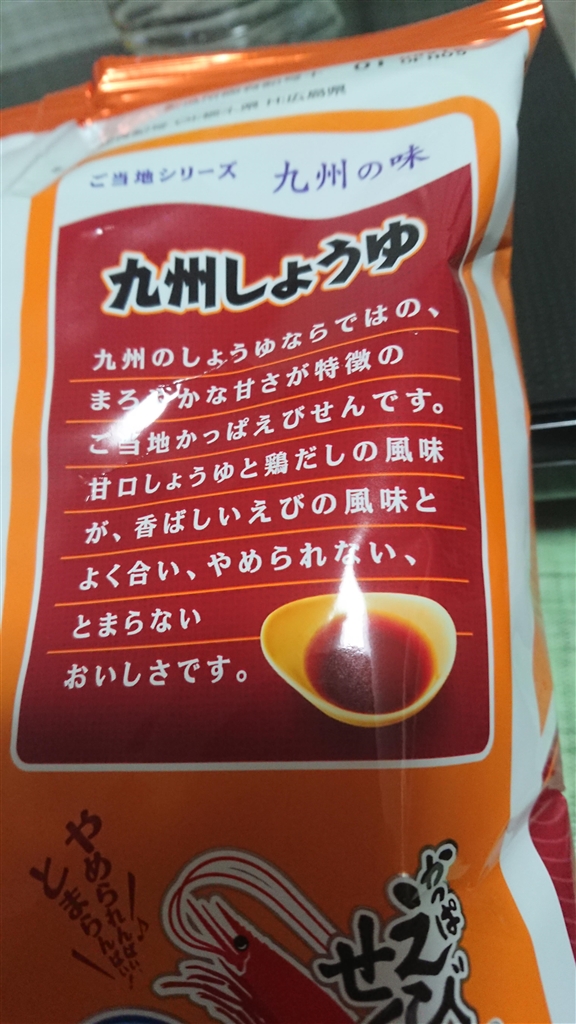 ご当地シリーズ 九州の味
九州しょうゆ
九州のしょうゆならではの、
まろやかな甘さが特徴の
ご当地かっぱえびせんです。
甘口しょうゆと鶏だしの風味
が、香ばしいえびの風味と
よく合い、やめられない、
とまらない
おいしさです。
やめられんばい♪
とまらんばい!
かっぱ
えび
せ